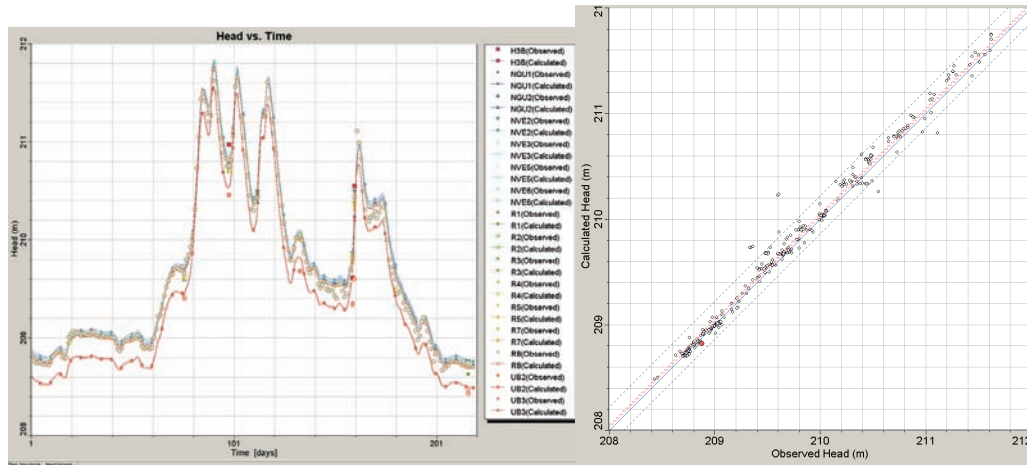 Head vs. Time
Head (m)
212
211
210
209
208
1
101
201
Time [days]
H3B(Observed)
H3B(Calculated)
NGU1(Observed)
NGU1(Calculated)
NGU2(Observed)
NGU2(Calculated)
NVE2(Observed)
NVE2(Calculated)
NVE3(Observed)
NVE3(Calculated)
NVE5(Observed)
NVE5(Calculated)
NVE6(Observed)
NVE6(Calculated)
R1(Observed)
R1(Calculated)
R2(Observed)
R2(Calculated)
R3(Observed)
R3(Calculated)
R4(Observed)
R4(Calculated)
R5(Observed)
R5(Calculated)
R7(Observed)
R7(Calculated)
R8(Observed)
R8(Calculated)
UB2(Observed)
UB2(Calculated)
UB3(Observed)
UB3(Calculated)
Calculated Head (m)
21
211
210
209
208
208
209
210
211
212
Observed Head (m)